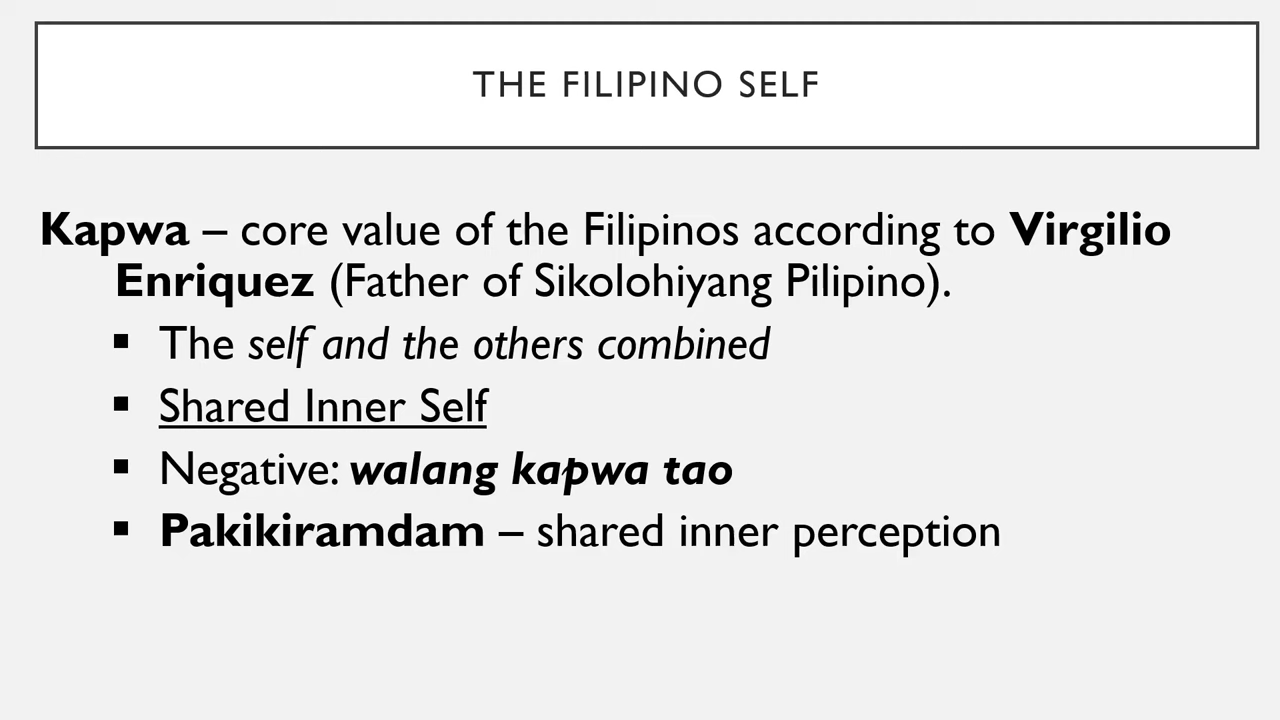 THE FILIPINO SELF
Kapwa – core value of the Filipinos according to Virgilio
Enriquez (Father of Sikolohiyang Pilipino).
▪ The self and the others combined
▪ Shared Inner Self
▪ Negative: walang kapwa tao
▪ Pakikiramdam – shared inner perception